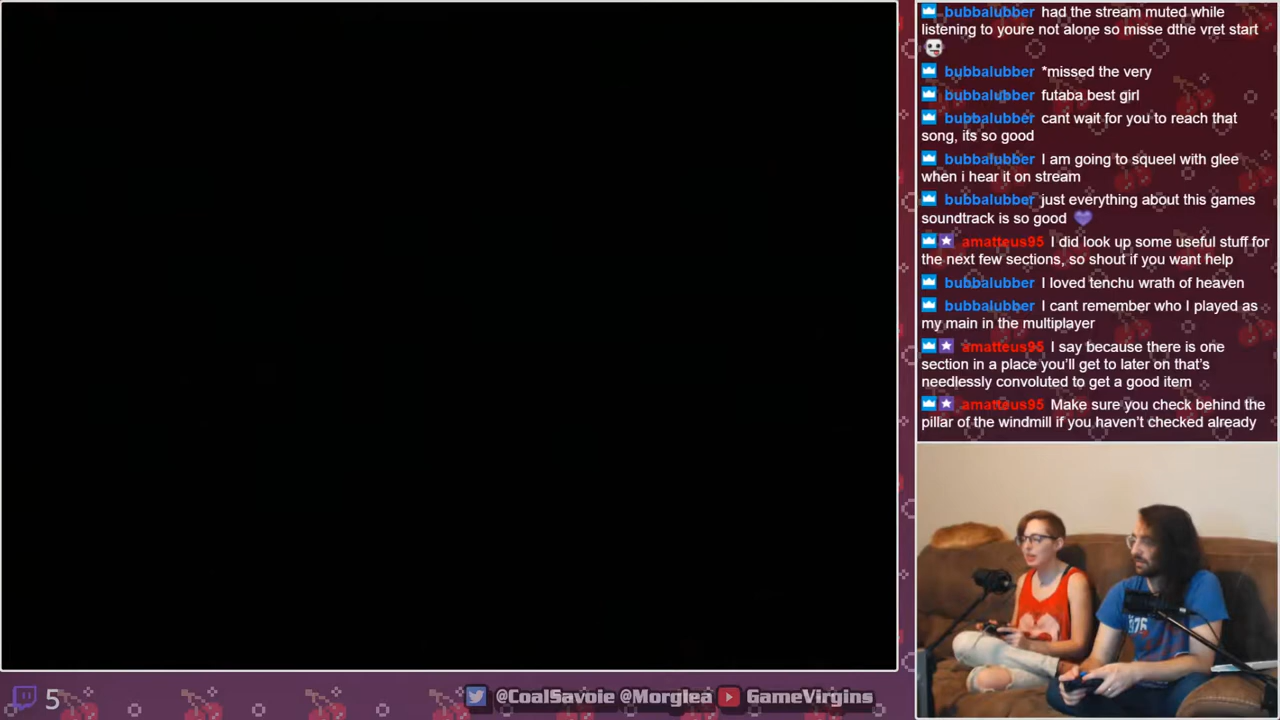 bubbalubber had the stream muted while
listening to youre not alone so misse dthe vret start
bubbalubber *missed the very
bubbalubber futaba best girl
bubbalubber cant wait for you to reach that
song, its so good
bubbalubber I am going to squeel with glee
when i hear it on stream
bubbalubber just everything about this games
soundtrack is so good
amatteus95 I did look up some useful stuff for
the next few sections, so shout if you want help
bubbalubber I loved tenchu wrath of heaven
bubbalubber I cant remember who I played as
my main in the multiplayer
amatteus95 I say because there is one
section in a place you’ll get to later on that’s
needlessly convoluted to get a good item
amatteus95 Make sure you check behind the
pillar of the windmill if you haven’t checked already
1976
5 @CoalSavoie @Morglea GameVirgins